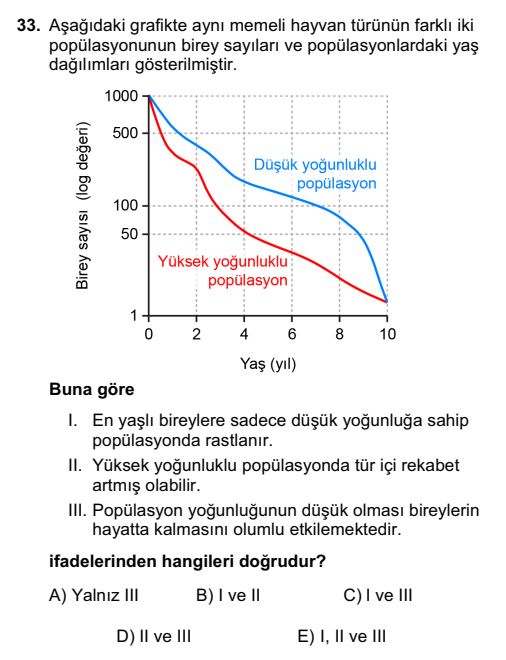 33. Aşağıdaki grafikte aynı memeli hayvan türünün farklı iki
popülasyonunun birey sayıları ve popülasyonlardaki yaş
dağılımları gösterilmiştir.
1000
500
100
50
1
Birey sayısı (log değeri)
Düşük yoğunluklu
popülasyon
Yüksek yoğunluklu
popülasyon
0 2 4 6 8 10
Yaş (yıl)
Buna göre
I. En yaşlı bireylere sadece düşük yoğunluğa sahip
popülasyonda rastlanır.
II. Yüksek yoğunluklu popülasyonda tür içi rekabet
artmış olabilir.
III. Popülasyon yoğunluğunun düşük olması bireylerin
hayatta kalmasını olumlu etkilemektedir.
ifadelerinden hangileri doğrudur?
A) Yalnız III B) I ve II C) I ve III
D) II ve III E) I, II ve III